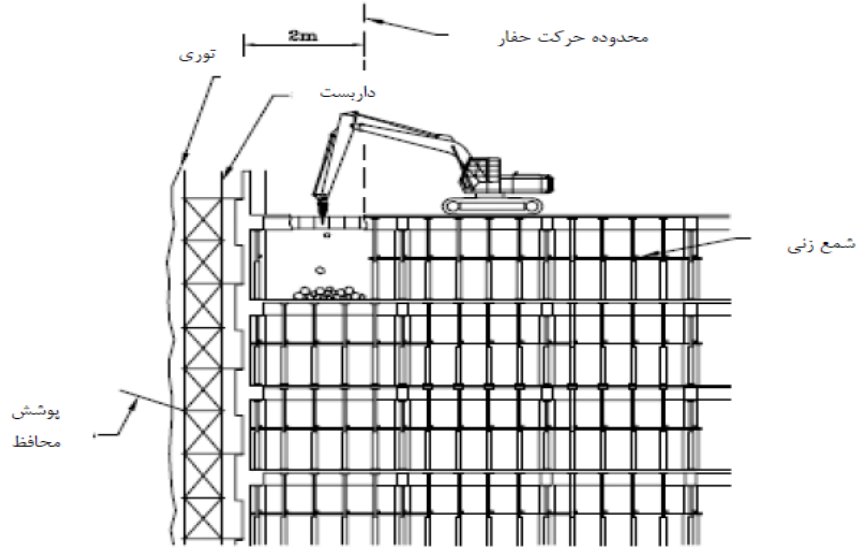 محدوده حرکت حفار
2m
توری
داربست
شمع زنی
پوشش
محافظ